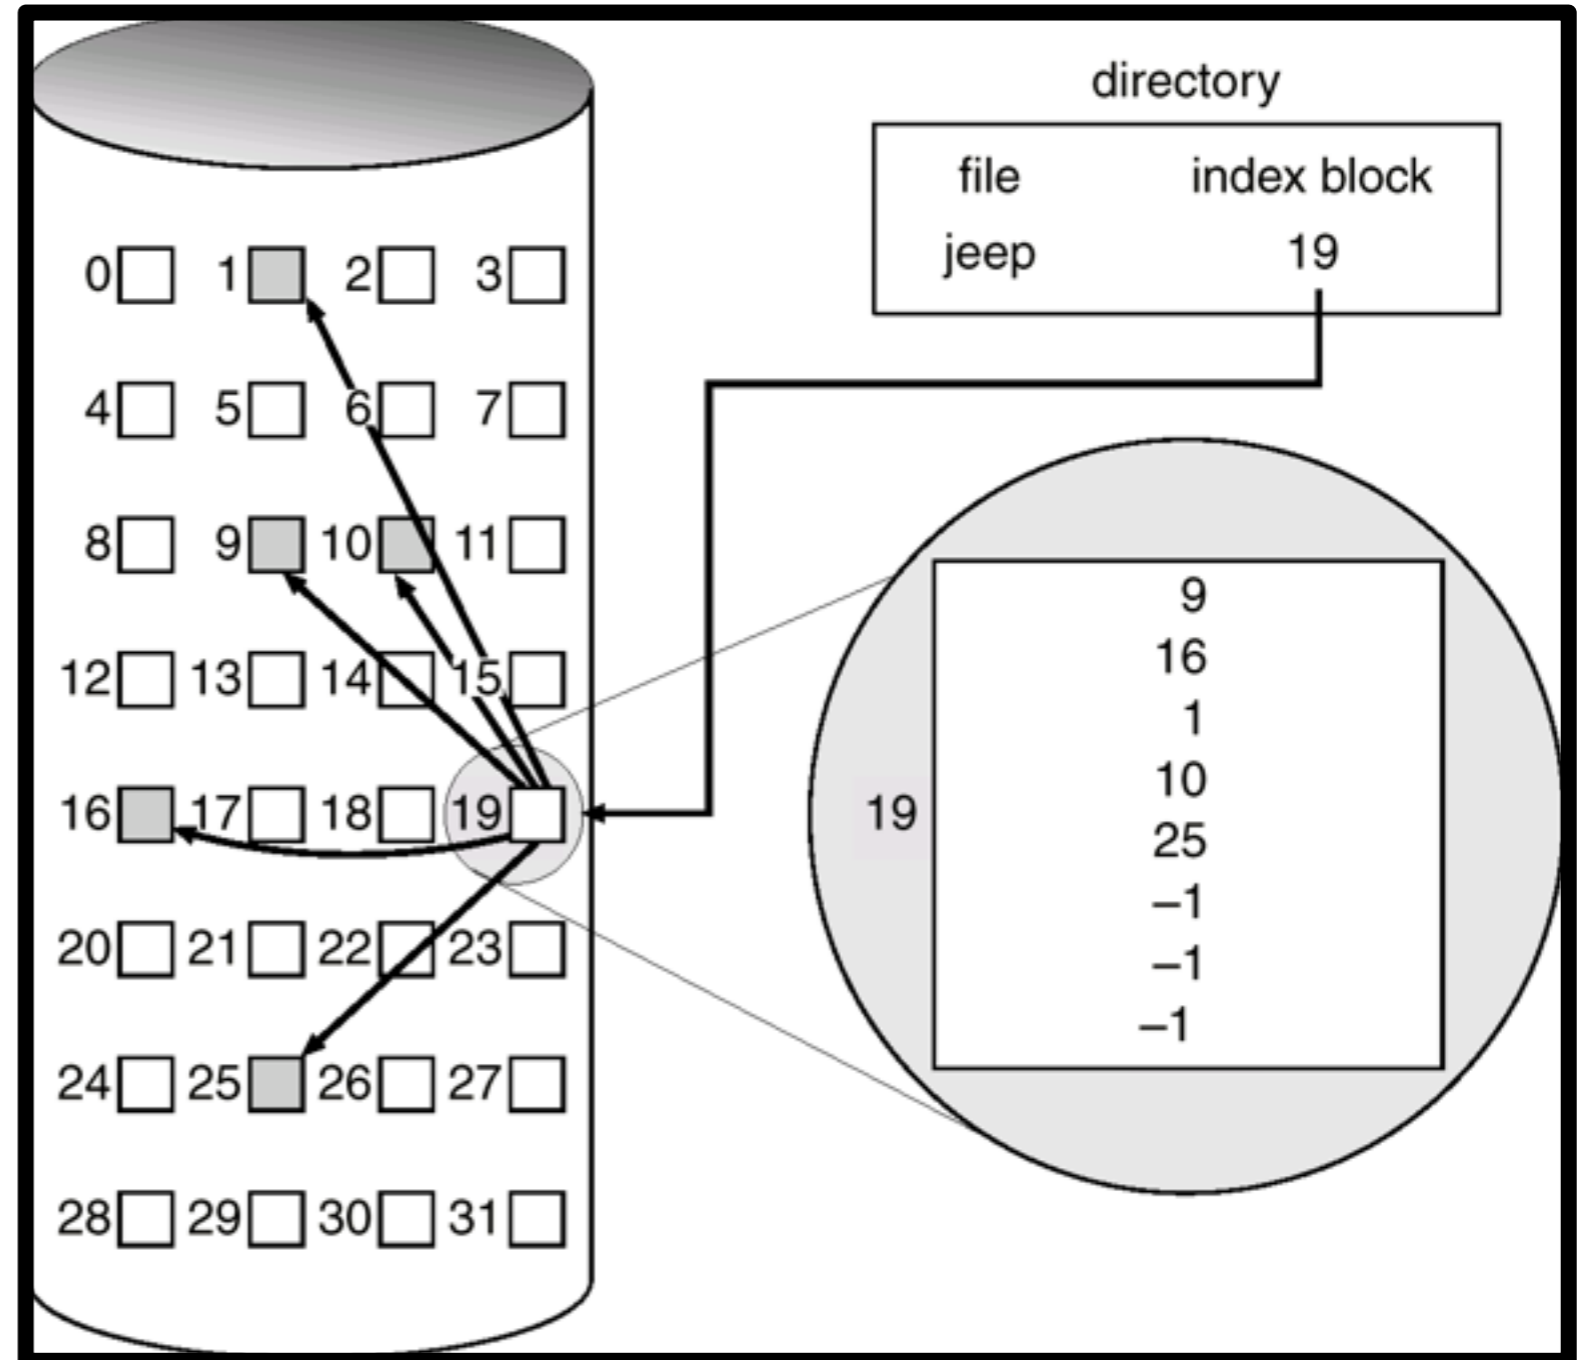 directory
file index block
jeep 19
0 1 2 3
4 5 6 7
8 9 10 11
12 13 14 15
16 17 18 19
20 21 22 23
24 25 26 27
28 29 30 31
19
9
16
1
10
25
–1
–1
–1